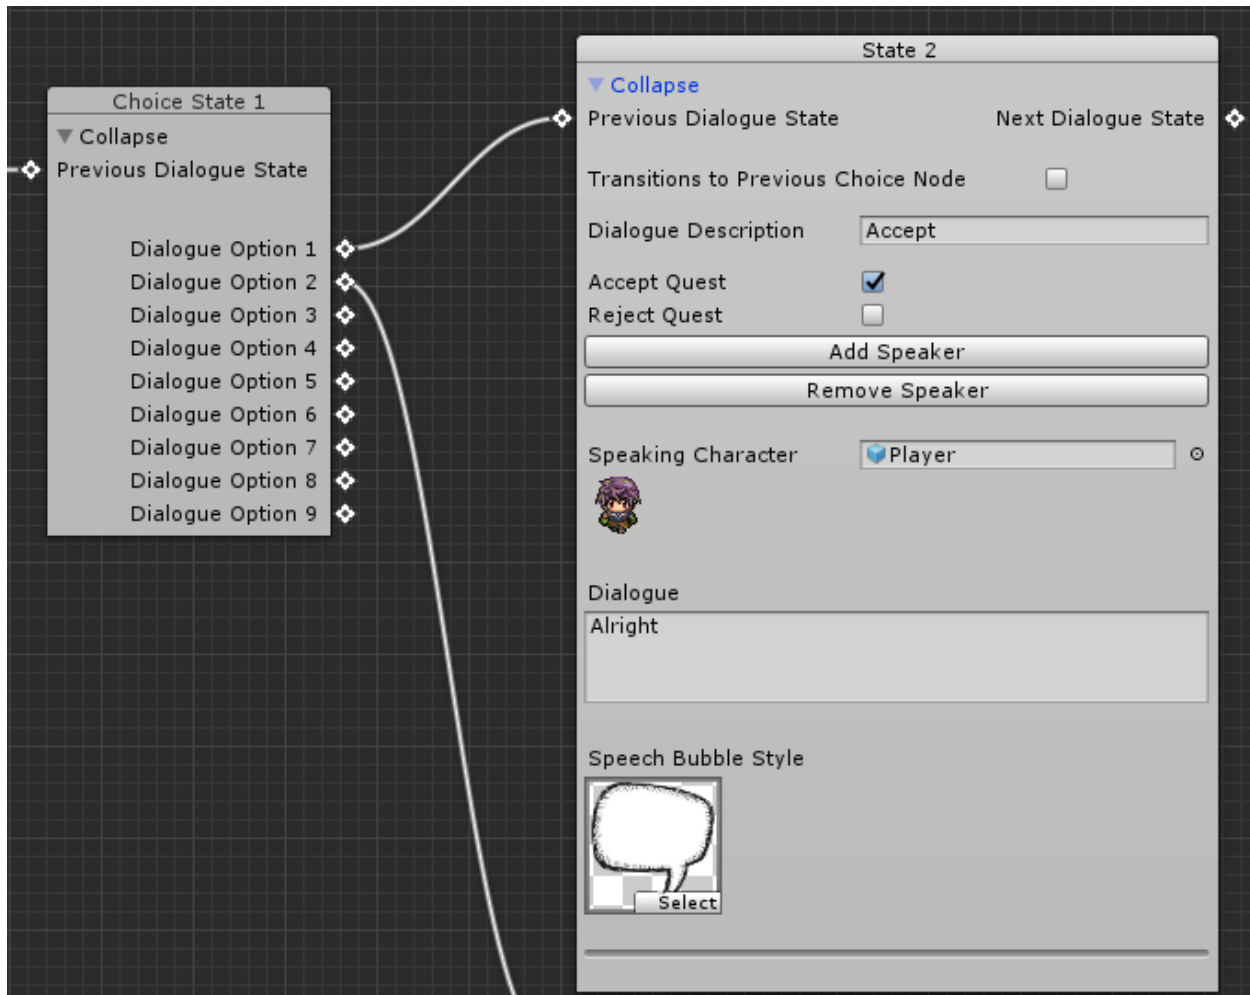 Choice State 1
Collapse
Previous Dialogue State
Dialogue Option 1
Dialogue Option 2
Dialogue Option 3
Dialogue Option 4
Dialogue Option 5
Dialogue Option 6
Dialogue Option 7
Dialogue Option 8
Dialogue Option 9
State 2
Collapse
Previous Dialogue State Next Dialogue State
Transitions to Previous Choice Node
Dialogue Description Accept
Accept Quest
Reject Quest
Add Speaker
Remove Speaker
Speaking Character Player
Dialogue
Alright
Speech Bubble Style
Select